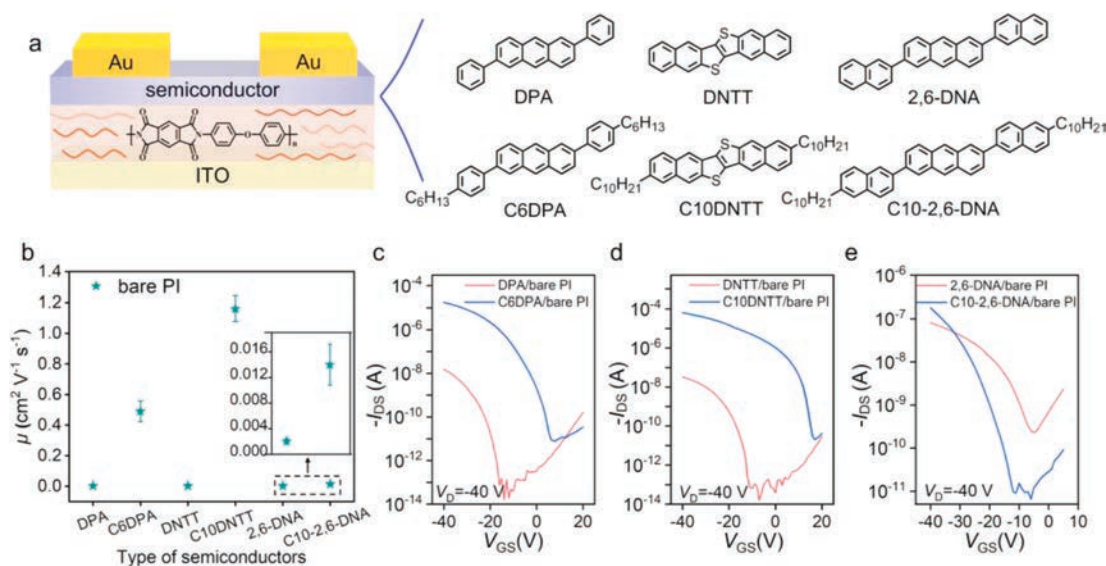 a
Au
Au
semiconductor
O
O
N
N
O
O
O
n
ITO
DPA
S
S
DNTT
2,6-DNA
C6H13
C6H13
C6DPA
C10H21
S
S
C10H21
C10DNTT
C10H21
C10H21
C10-2,6-DNA
b
1.4
1.2
1.0
0.8
0.6
0.4
0.2
0.0
μ (cm² V⁻¹ s⁻¹)
bare PI
0.016
0.012
0.008
0.004
0.000
DPA
C6DPA
DNTT
C10DNTT
2,6-DNA
C10-2,6-DNA
Type of semiconductors
c
DPA/bare PI
C6DPA/bare PI
10⁻²
10⁻⁴
10⁻⁶
10⁻⁸
10⁻¹⁰
10⁻¹²
10⁻¹⁴
-IDS (A)
VD=-40 V
-40
-20
0
20
VGS(V)
d
DNTT/bare PI
C10DNTT/bare PI
10⁻²
10⁻⁴
10⁻⁶
10⁻⁸
10⁻¹⁰
10⁻¹²
10⁻¹⁴
-IDS (A)
VD=-40 V
-40
-20
0
20
VGS(V)
e
2,6-DNA/bare PI
C10-2,6-DNA/bare PI
10⁻⁶
10⁻⁷
10⁻⁸
10⁻⁹
10⁻¹⁰
10⁻¹¹
-IDS (A)
VD=-40 V
-40
-30
-20
-10
0
VGS(V)